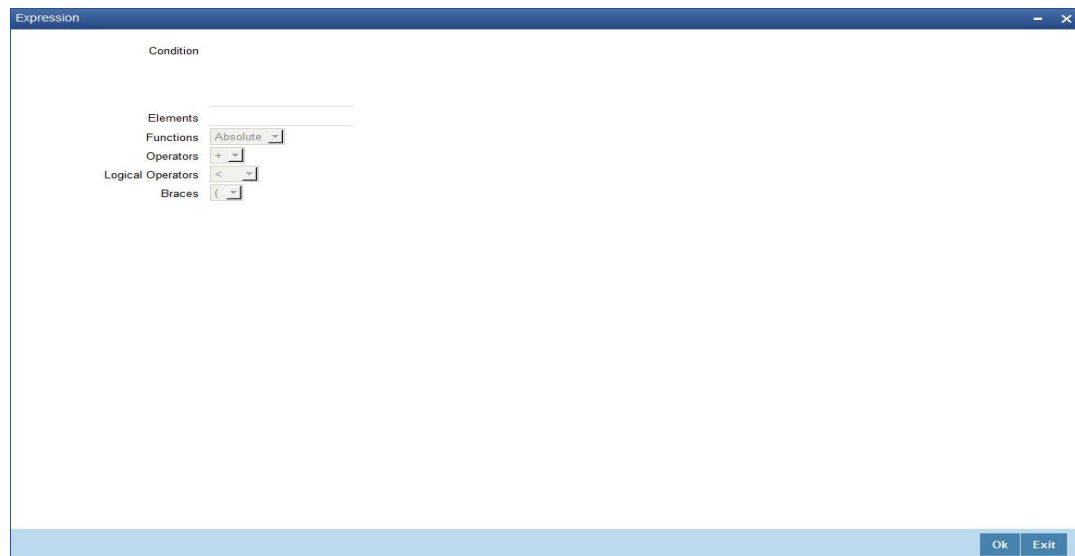 Expression
Condition
Elements
Functions Absolute
Operators +
Logical Operators <
Braces (
Ok Exit